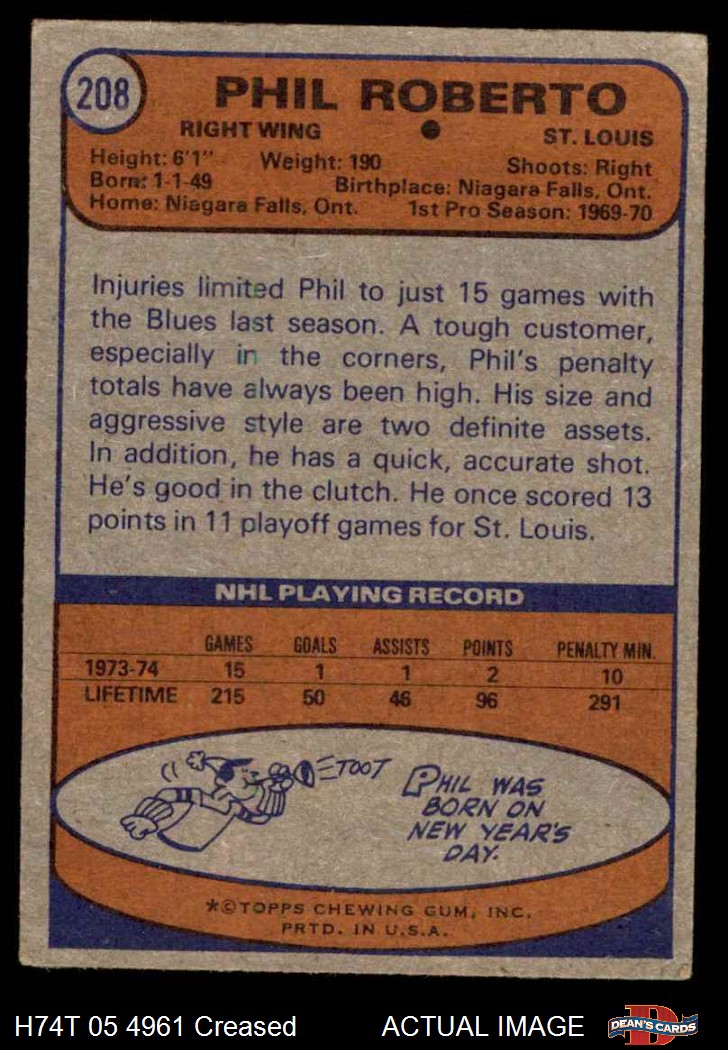 208
PHIL ROBERTO
RIGHT WING
ST. LOUIS
Height: 6'1" Weight: 190 Shoots: Right
Born: 1-1-49 Birthplace: Niagara Falls, Ont.
Home: Niagara Falls, Ont. 1st Pro Season: 1969-70
Injuries limited Phil to just 15 games with
the Blues last season. A tough customer,
especially in the corners, Phil's penalty
totals have always been high. His size and
aggressive style are two definite assets.
In addition, he has a quick, accurate shot.
He's good in the clutch. He once scored 13
points in 11 playoff games for St. Louis.
NHL PLAYING RECORD
GAMES GOALS ASSISTS POINTS PENALTY MIN.
1973-74 15 1 1 2 10
LIFETIME 215 50 46 96 291
TOOT
PHIL WAS
BORN ON
NEW YEAR'S
DAY.
*©TOPPS CHEWING GUM, INC.
PRTD. IN U.S.A.
H74T 05 4961 Creased ACTUAL IMAGE
D
DEAN'S CARDS